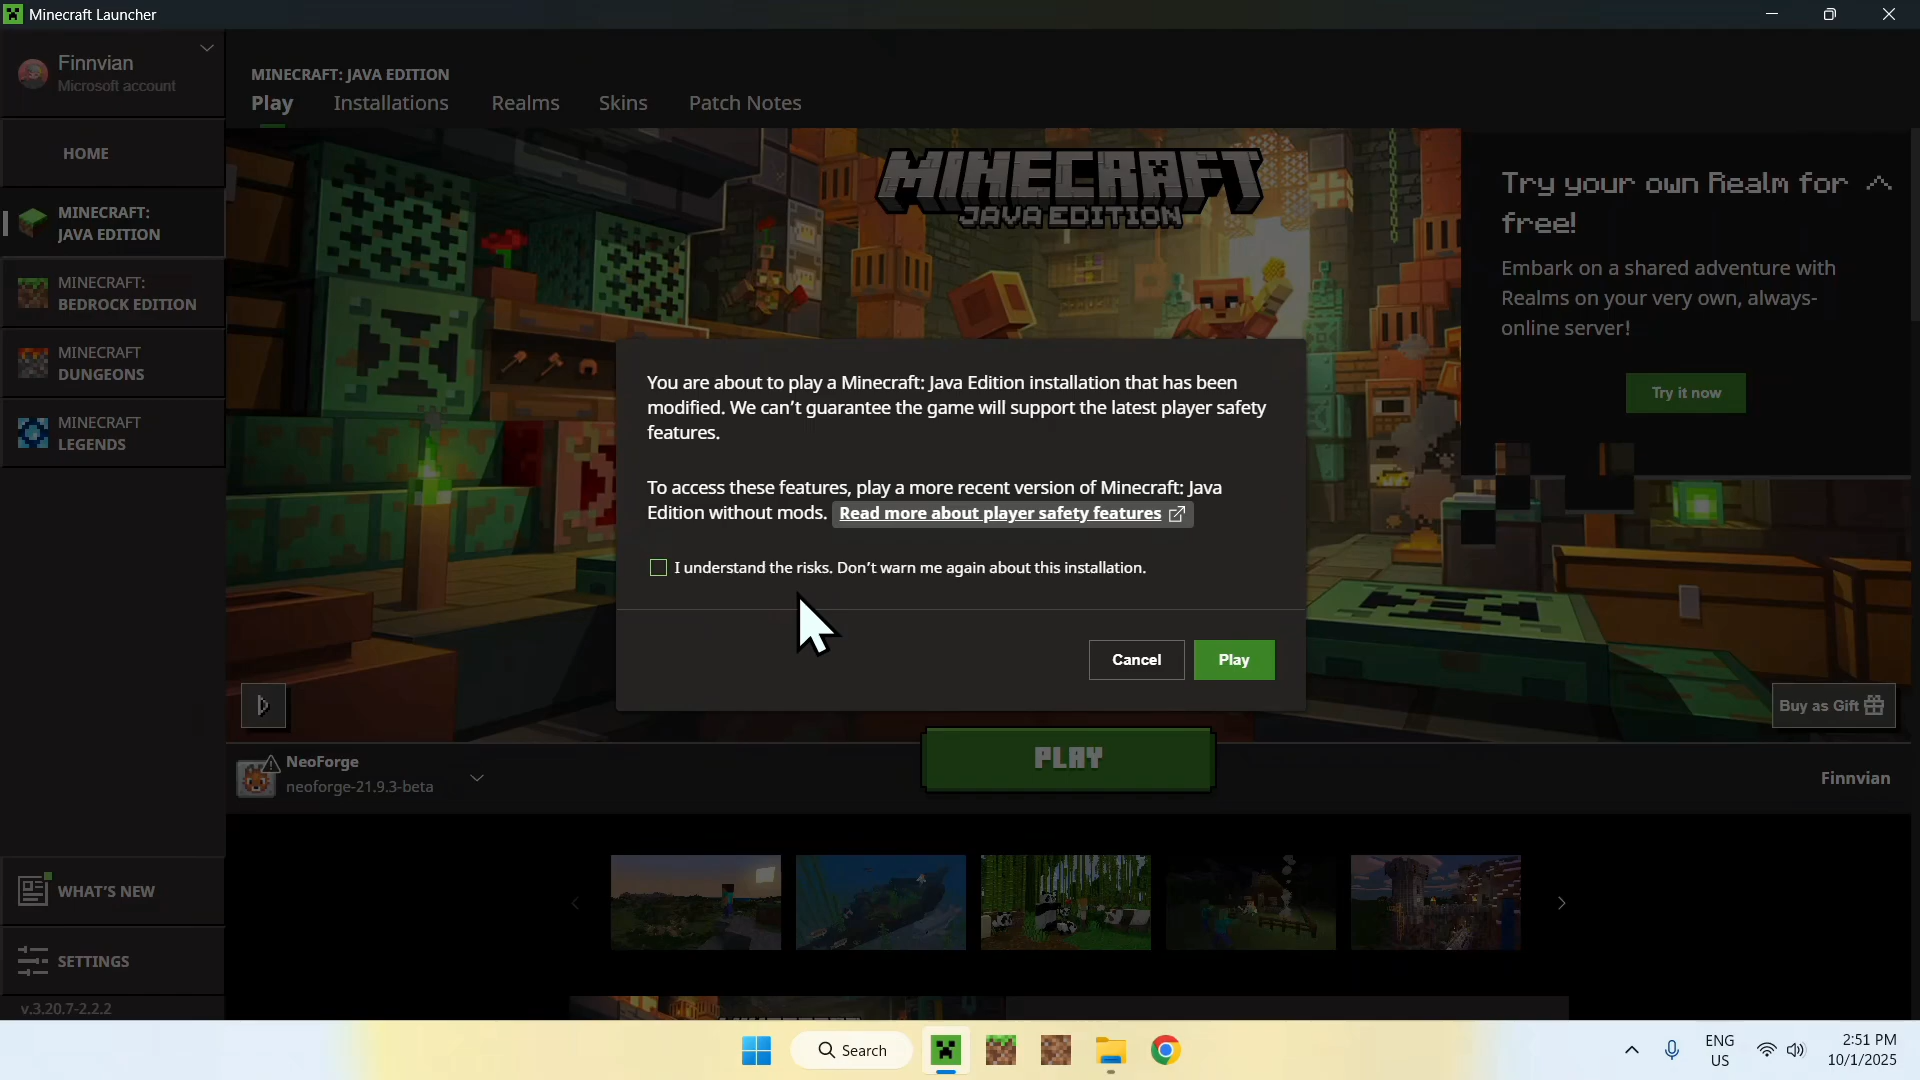 Minecraft Launcher
Finnvian
Microsoft account
HOME
MINECRAFT:
JAVA EDITION
MINECRAFT:
BEDROCK EDITION
MINECRAFT
DUNGEONS
MINECRAFT
LEGENDS
WHAT'S NEW
SETTINGS
v.3.20.7-2.2.2
MINECRAFT: JAVA EDITION
Play Installations Realms Skins Patch Notes
MINECRAFT
JAVA EDITION
Try your own Realm for
free!
Embark on a shared adventure with
Realms on your very own, always-
online server!
Try it now
You are about to play a Minecraft: Java Edition installation that has been
modified. We can't guarantee the game will support the latest player safety
features.
To access these features, play a more recent version of Minecraft: Java
Edition without mods. Read more about player safety features
I understand the risks. Don't warn me again about this installation.
Cancel Play
Buy as Gift
NeoForge
neoforge-21.9.3-beta
PLAY
Finnvian
Search
ENG
US
2:51 PM
10/1/2025